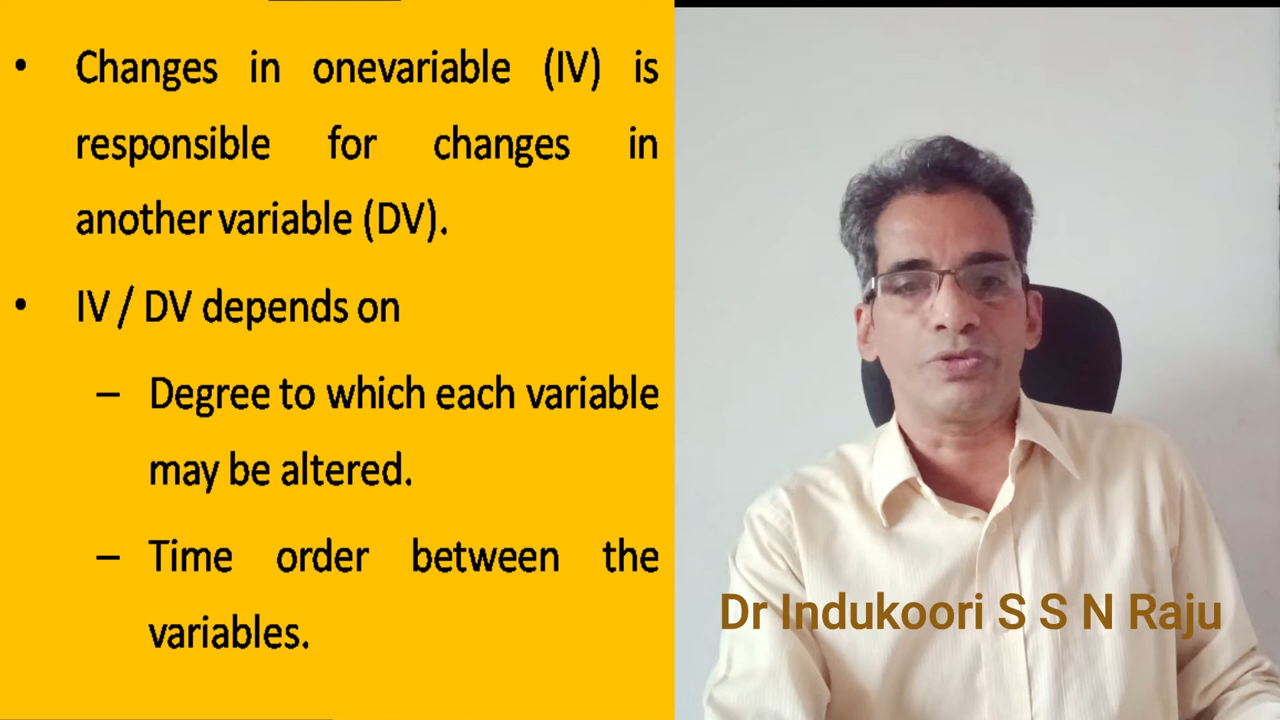 • Changes in onevariable (IV) is
responsible for changes in
another variable (DV).
• IV / DV depends on
– Degree to which each variable
may be altered.
– Time order between the
variables.
Dr Indukoori S S N Raju